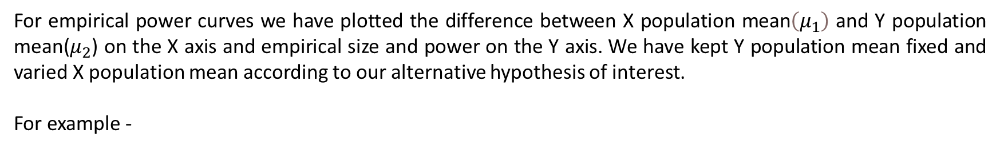 For empirical power curves we have plotted the difference between X population mean(μ₁) and Y population
mean(μ₂) on the X axis and empirical size and power on the Y axis. We have kept Y population mean fixed and
varied X population mean according to our alternative hypothesis of interest.
For example -